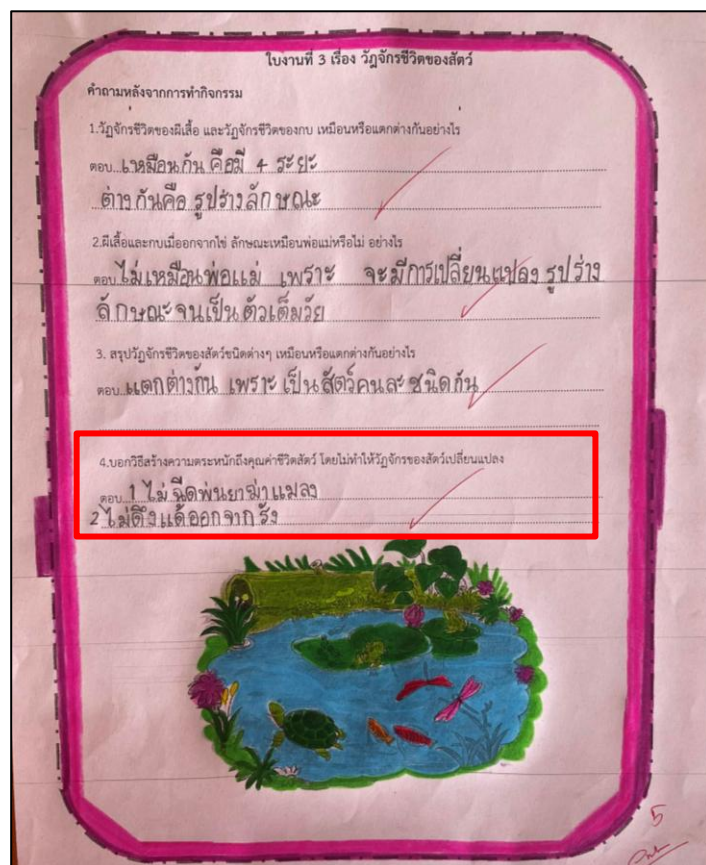 ใบงานที่ 3 เรื่อง วัฎจักรชีวิตของสัตว์
คำถามหลังจากการทำกิจกรรม
1.วัฎจักรชีวิตของผีเสื้อ และวัฎจักรชีวิตของกบ เหมือนหรือแตกต่างกันอย่างไร
ตอบ เหมือนกัน คือมี 4 ระยะ
ต่างกันคือ รูปร่างลักษณะ
2.ผีเสื้อและกบเมื่อออกจากไข่ ลักษณะเหมือนพ่อแม่หรือไม่ อย่างไร
ตอบ ไม่เหมือนพ่อแม่ เพราะ จะมีการเปลี่ยนแปลง รูปร่าง
ลักษณะจนเป็นตัวเต็มวัย
3. สรุปวัฎจักรชีวิตของสัตว์ชนิดต่างๆ เหมือนหรือแตกต่างกันอย่างไร
ตอบ แตกต่างกัน เพราะ เป็นสัตว์คนละชนิดกัน
4.บอกวิธีสร้างความตระหนักถึงคุณค่าชีวิตสัตว์ โดยไม่ทำให้วัฎจักรของสัตว์เปลี่ยนแปลง
ตอบ 1 ไม่ฉีดพ่นยาฆ่าแมลง
2 ไม่ดึงแด้ออกจากรัง
5